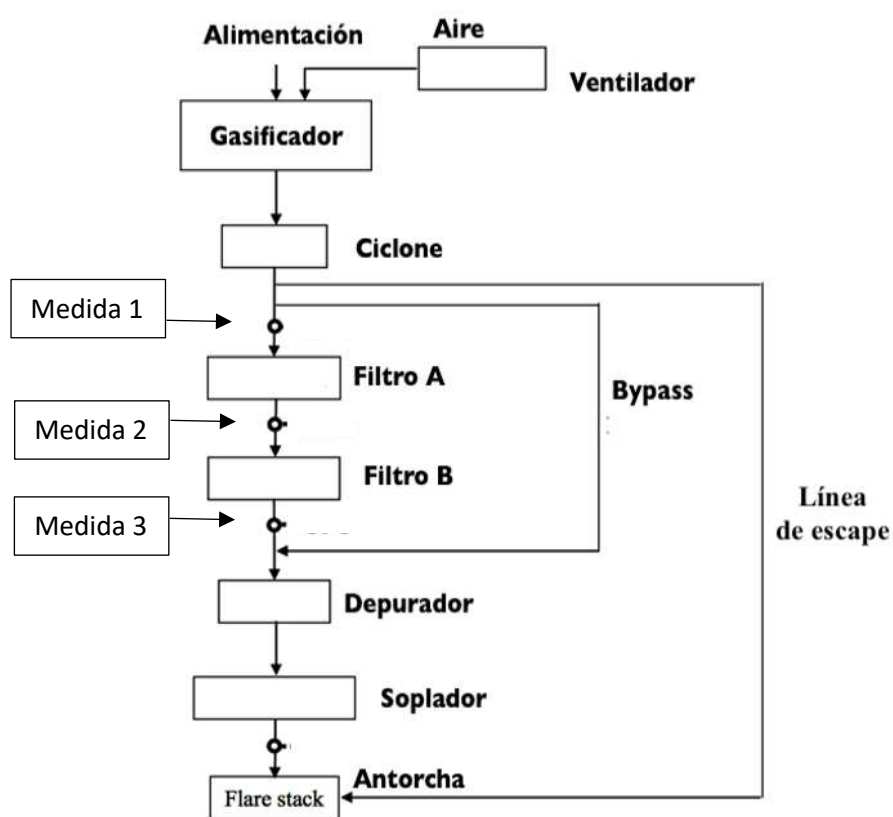 Alimentación
Aire
Ventilador
Gasificador
Ciclone
Medida 1
Filtro A
Bypass
Medida 2
Filtro B
Medida 3
Línea
de escape
Depurador
Soplador
Antorcha
Flare stack